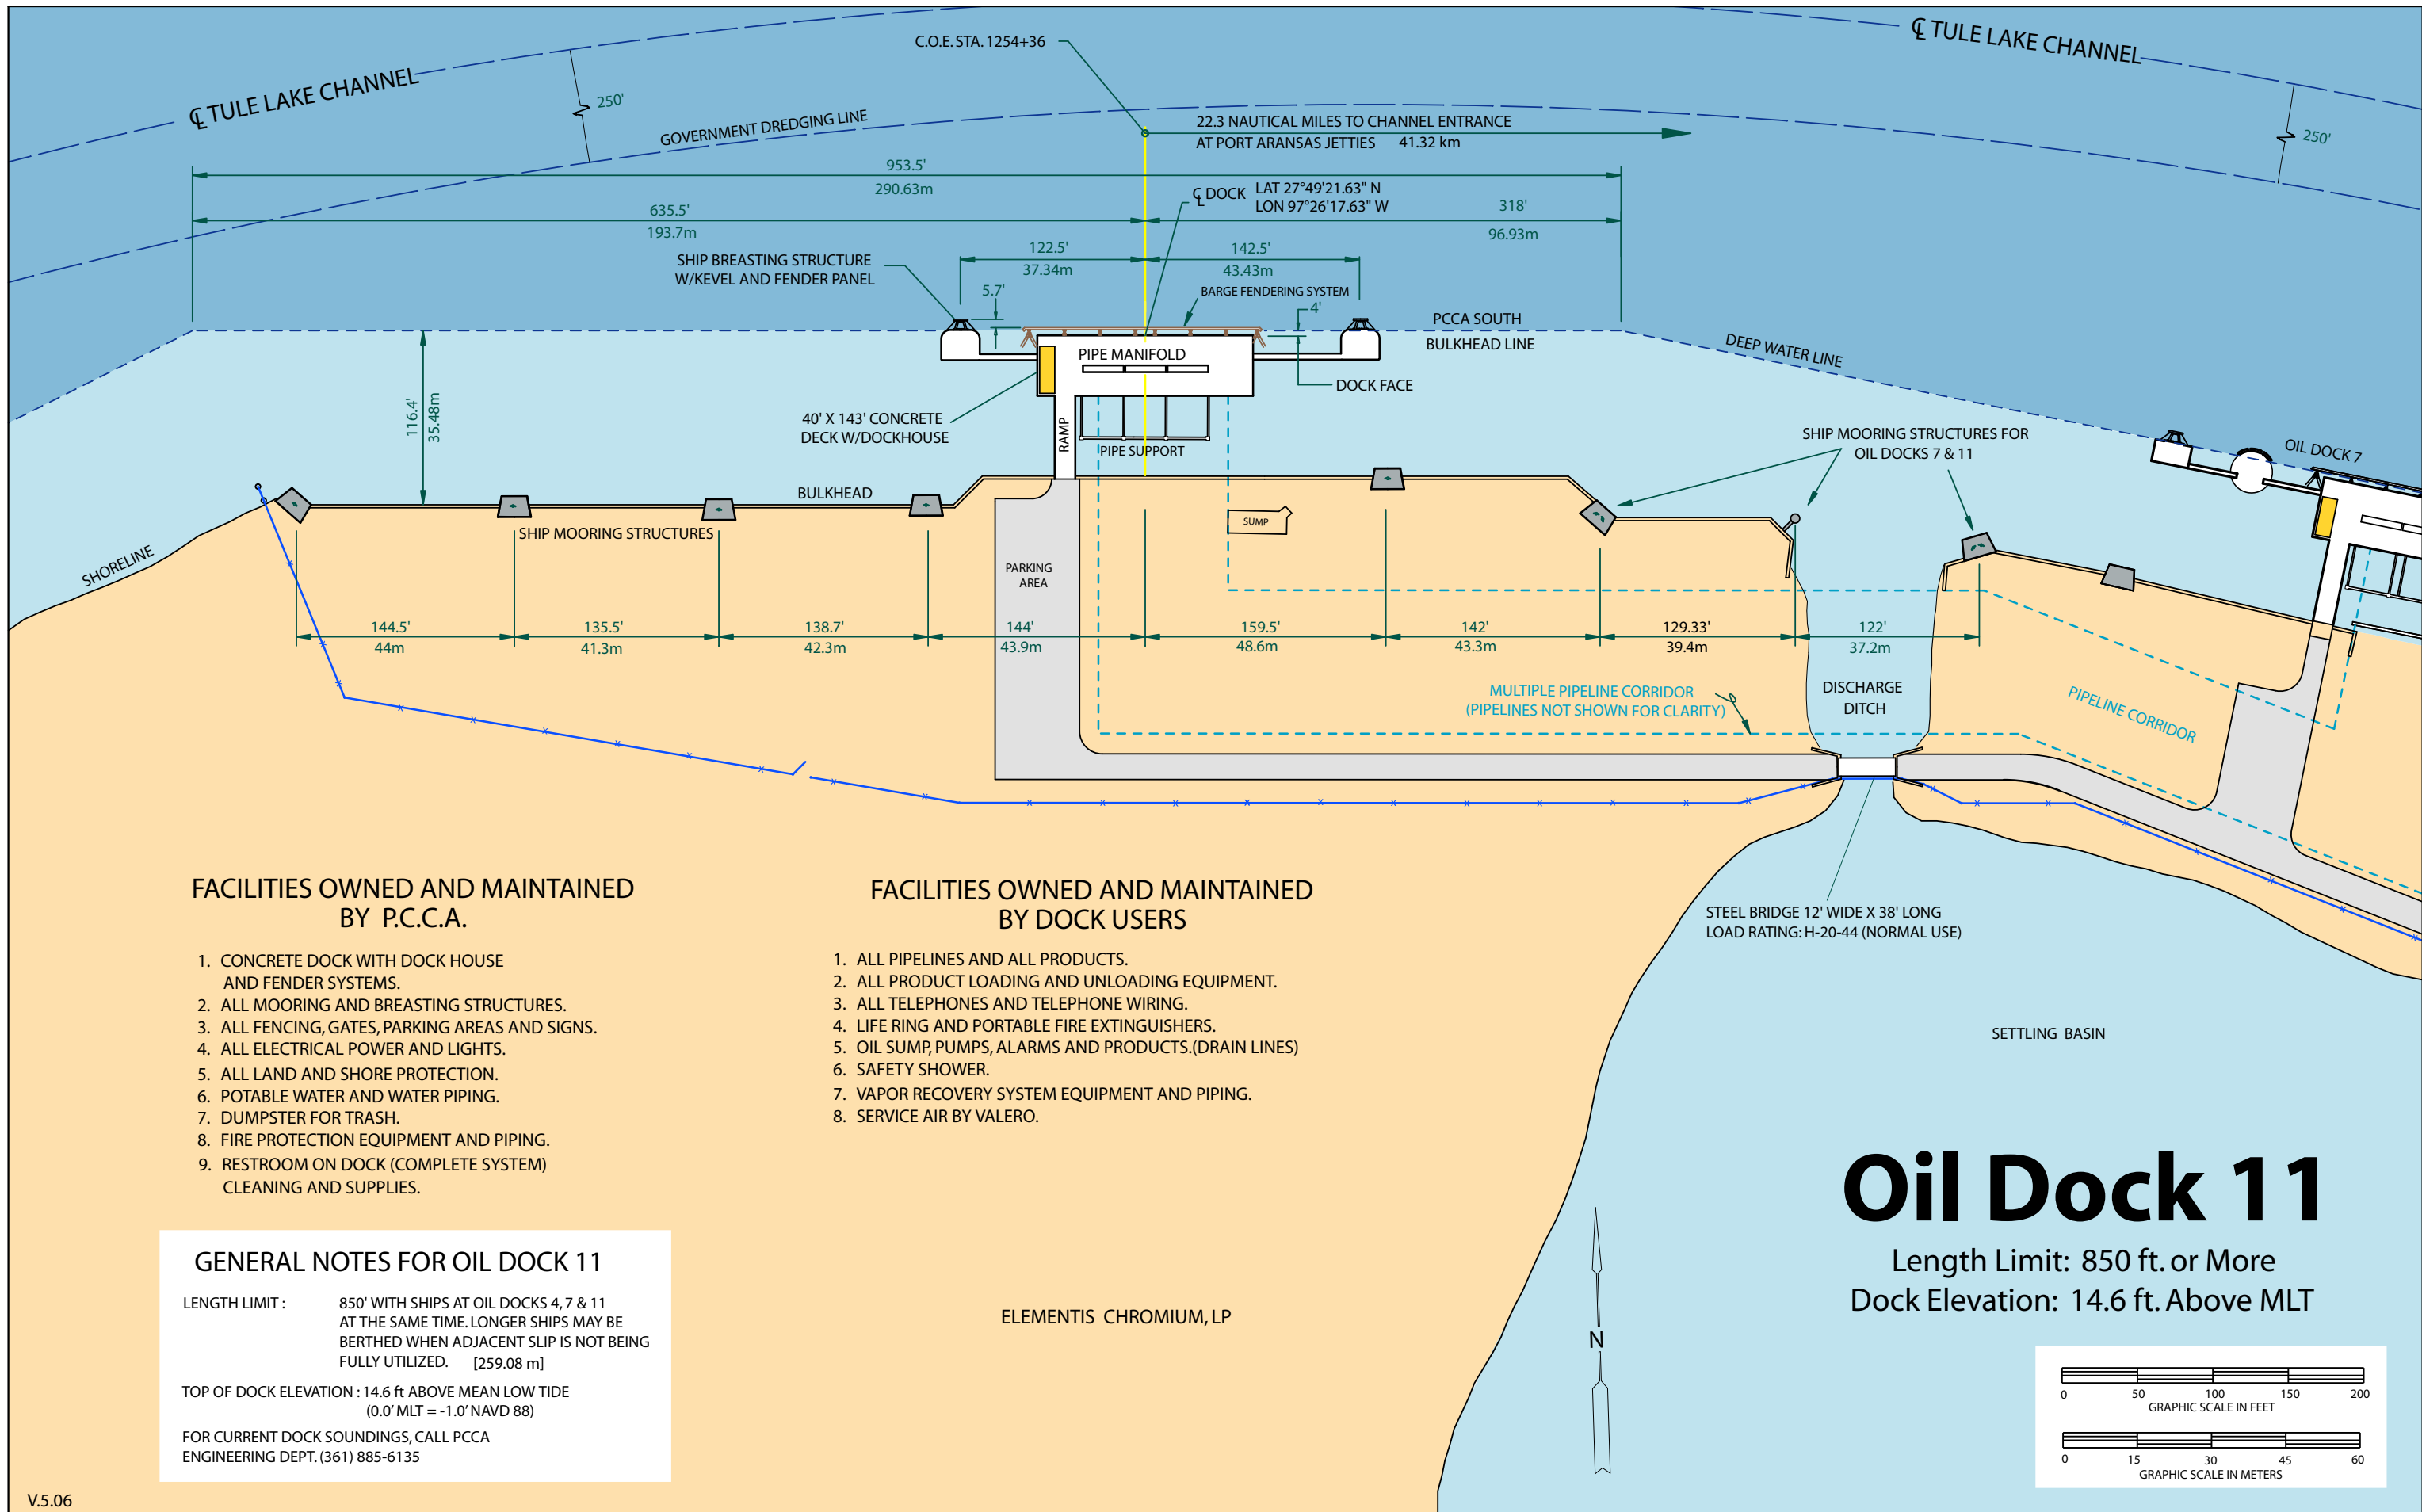 C.O.E. STA. 1254+36
℄ TULE LAKE CHANNEL
℄ TULE LAKE CHANNEL
250'
250'
GOVERNMENT DREDGING LINE
22.3 NAUTICAL MILES TO CHANNEL ENTRANCE
AT PORT ARANSAS JETTIES 41.32 km
953.5'
290.63m
℄ DOCK
LAT 27°49'21.63" N
LON 97°26'17.63" W
635.5'
193.7m
318'
96.93m
122.5'
37.34m
142.5'
43.43m
SHIP BREASTING STRUCTURE
W/KEVEL AND FENDER PANEL
5.7'
BARGE FENDERING SYSTEM
4'
PCCA SOUTH
BULKHEAD LINE
DEEP WATER LINE
PIPE MANIFOLD
DOCK FACE
116.4'
35.48m
40' X 143' CONCRETE
DECK W/DOCKHOUSE
RAMP
PIPE SUPPORT
SHIP MOORING STRUCTURES FOR
OIL DOCKS 7 & 11
OIL DOCK 7
BULKHEAD
SHIP MOORING STRUCTURES
SUMP
SHORELINE
PARKING
AREA
144.5'
44m
135.5'
41.3m
138.7'
42.3m
144'
43.9m
159.5'
48.6m
142'
43.3m
129.33'
39.4m
122'
37.2m
MULTIPLE PIPELINE CORRIDOR
(PIPELINES NOT SHOWN FOR CLARITY)
DISCHARGE
DITCH
PIPELINE CORRIDOR
FACILITIES OWNED AND MAINTAINED
BY P.C.C.A.
1. CONCRETE DOCK WITH DOCK HOUSE
AND FENDER SYSTEMS.
2. ALL MOORING AND BREASTING STRUCTURES.
3. ALL FENCING, GATES, PARKING AREAS AND SIGNS.
4. ALL ELECTRICAL POWER AND LIGHTS.
5. ALL LAND AND SHORE PROTECTION.
6. POTABLE WATER AND WATER PIPING.
7. DUMPSTER FOR TRASH.
8. FIRE PROTECTION EQUIPMENT AND PIPING.
9. RESTROOM ON DOCK (COMPLETE SYSTEM)
CLEANING AND SUPPLIES.
FACILITIES OWNED AND MAINTAINED
BY DOCK USERS
1. ALL PIPELINES AND ALL PRODUCTS.
2. ALL PRODUCT LOADING AND UNLOADING EQUIPMENT.
3. ALL TELEPHONES AND TELEPHONE WIRING.
4. LIFE RING AND PORTABLE FIRE EXTINGUISHERS.
5. OIL SUMP, PUMPS, ALARMS AND PRODUCTS.(DRAIN LINES)
6. SAFETY SHOWER.
7. VAPOR RECOVERY SYSTEM EQUIPMENT AND PIPING.
8. SERVICE AIR BY VALERO.
STEEL BRIDGE 12' WIDE X 38' LONG
LOAD RATING: H-20-44 (NORMAL USE)
SETTLING BASIN
Oil Dock 11
Length Limit: 850 ft. or More
Dock Elevation: 14.6 ft. Above MLT
GENERAL NOTES FOR OIL DOCK 11
LENGTH LIMIT : 850' WITH SHIPS AT OIL DOCKS 4, 7 & 11
AT THE SAME TIME. LONGER SHIPS MAY BE
BERTHED WHEN ADJACENT SLIP IS NOT BEING
FULLY UTILIZED. [259.08 m]
TOP OF DOCK ELEVATION : 14.6 ft ABOVE MEAN LOW TIDE
(0.0' MLT = -1.0' NAVD 88)
FOR CURRENT DOCK SOUNDINGS, CALL PCCA
ENGINEERING DEPT. (361) 885-6135
ELEMENTIS CHROMIUM, LP
N
0 50 100 150 200
GRAPHIC SCALE IN FEET
0 15 30 45 60
GRAPHIC SCALE IN METERS
V.5.06